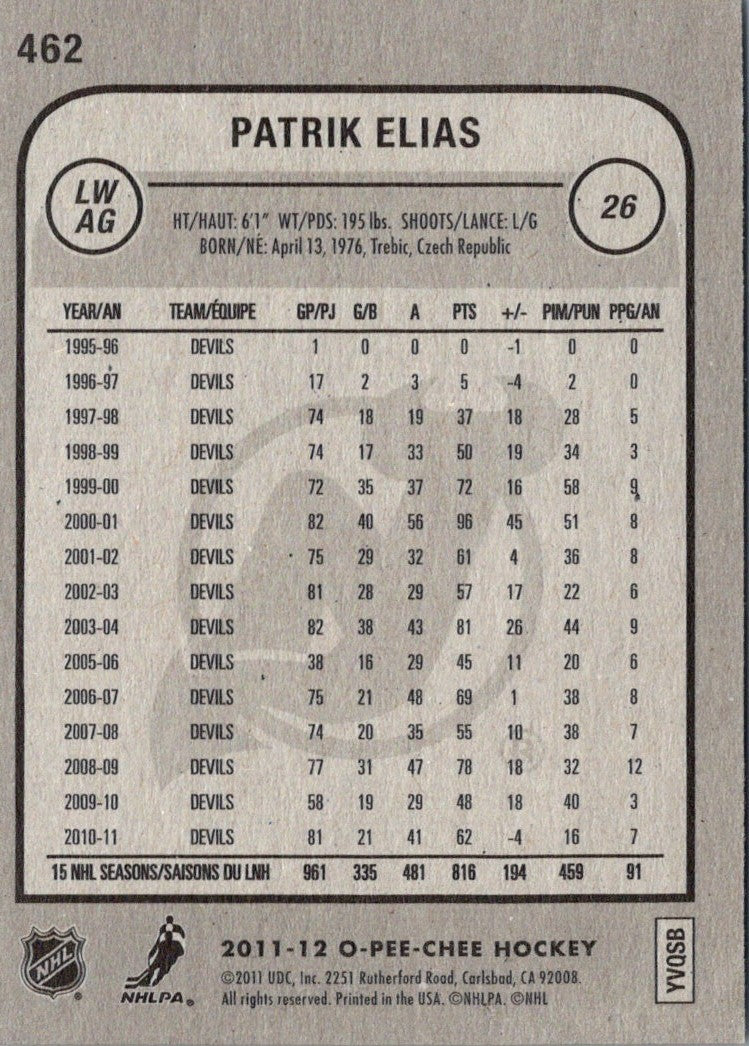 462
PATRIK ELIAS
LW
AG
26
HT/HAUT: 6'1" WT/PDS: 195 lbs. SHOOTS/LANCE: L/G
BORN/NÉ: April 13, 1976, Trebic, Czech Republic
YEAR/AN TEAM/ÉQUIPE GP/PJ G/B A PTS +/- PIM/PUN PPG/AN
1995-96 DEVILS 1 0 0 0 -1 0 0
1996-97 DEVILS 17 2 3 5 -4 2 0
1997-98 DEVILS 74 18 19 37 18 28 5
1998-99 DEVILS 74 17 33 50 19 34 3
1999-00 DEVILS 72 35 37 72 16 58 9
2000-01 DEVILS 82 40 56 96 45 51 8
2001-02 DEVILS 75 29 32 61 4 36 8
2002-03 DEVILS 81 28 29 57 17 22 6
2003-04 DEVILS 82 38 43 81 26 44 9
2005-06 DEVILS 38 16 29 45 11 20 6
2006-07 DEVILS 75 21 48 69 1 38 8
2007-08 DEVILS 74 20 35 55 10 38 7
2008-09 DEVILS 77 31 47 78 18 32 12
2009-10 DEVILS 58 19 29 48 18 40 3
2010-11 DEVILS 81 21 41 62 -4 16 7
15 NHL SEASONS/SAISONS DU LNH 961 335 481 816 194 459 91
NHL
NHLPA
2011-12 O-PEE-CHEE HOCKEY
©2011 UDC, Inc. 2251 Rutherford Road, Carlsbad, CA 92008.
All rights reserved. Printed in the USA. ©NHLPA. ©NHL
YVQSB